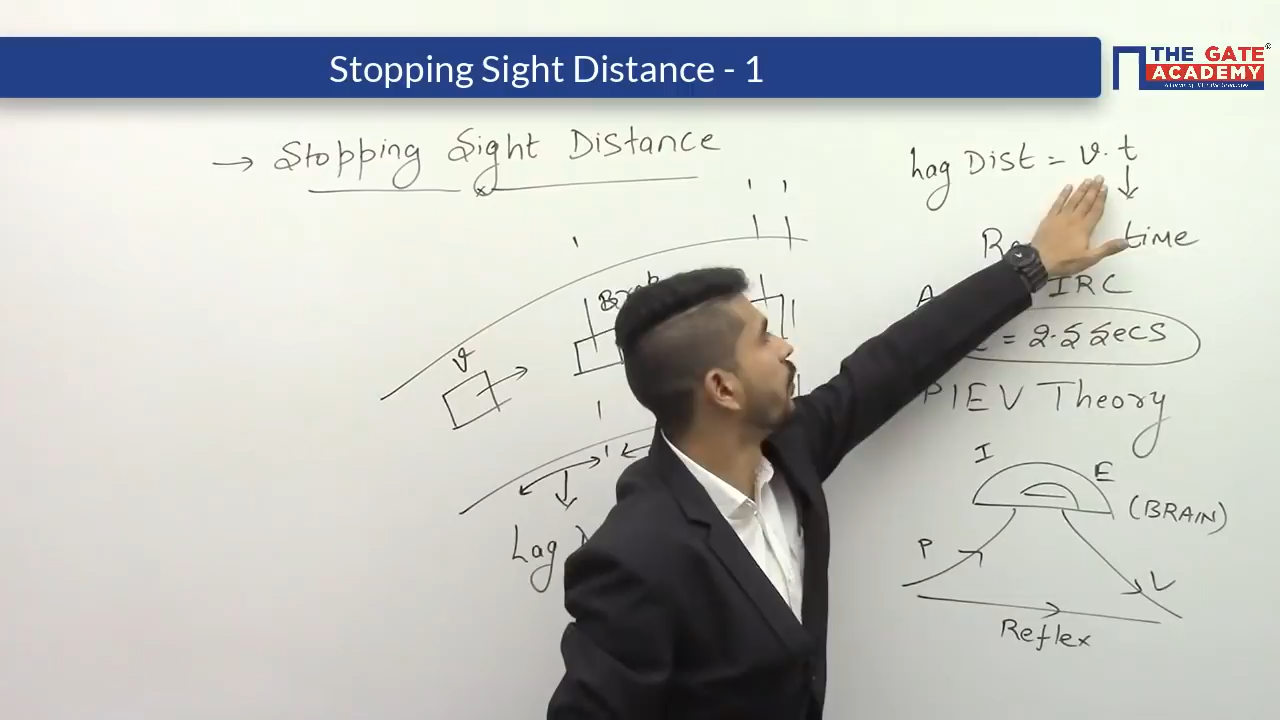 Stopping Sight Distance - 1
THE GATE
ACADEMY
→ Stopping Sight Distance
v
Lag
Lag Dist = v.t
time
IRC
= 2.5 Secs
PIEV Theory
I
E
(BRAIN)
P
V
Reflex